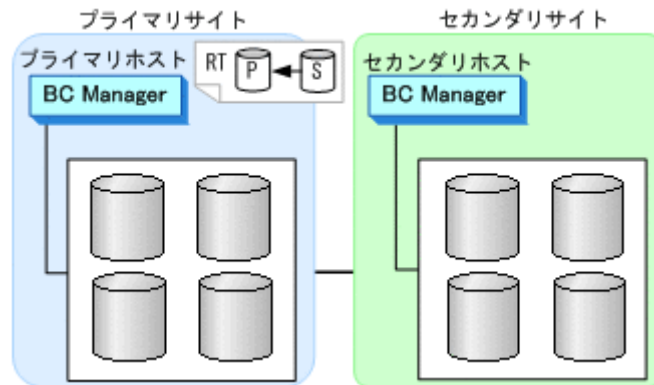 プライマリサイト
セカンダリサイト
プライマリホスト
RT P S
セカンダリホスト
BC Manager
BC Manager